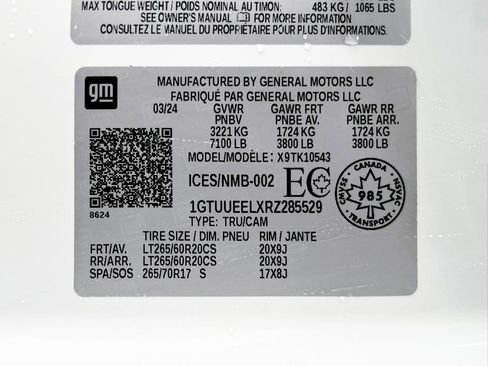 MAX TONGUE WEIGHT / POIDS NOMINAL AU TIMON: 483 KG / 1065 LBS
SEE OWNER'S MANUAL FOR MORE INFORMATION
CONSULTEZ LE MANUEL DU PROPRIÉTAIRE POUR PLUS D'INFORMATIONS.
gm
MANUFACTURED BY GENERAL MOTORS LLC
FABRIQUÉ PAR GENERAL MOTORS LLC
03/24 GVWR GAWR FRT GAWR RR
PNBV PNBE AV. PNBE ARR.
3221 KG 1724 KG 1724 KG
7100 LB 3800 LB 3800 LB
MODEL/MODÈLE: X9TK10543
ICES/NMB-002 EC
CANADA
CMVSS 985 NSVAC
TRANSPORT
8624
1GTUUEELXRZ285529
TYPE: TRU/CAM
TIRE SIZE / DIM. PNEU RIM / JANTE
FRT/AV. LT265/60R20CS 20X9J
RR/ARR. LT265/60R20CS 20X9J
SPA/SOS 265/70R17 S 17X8J